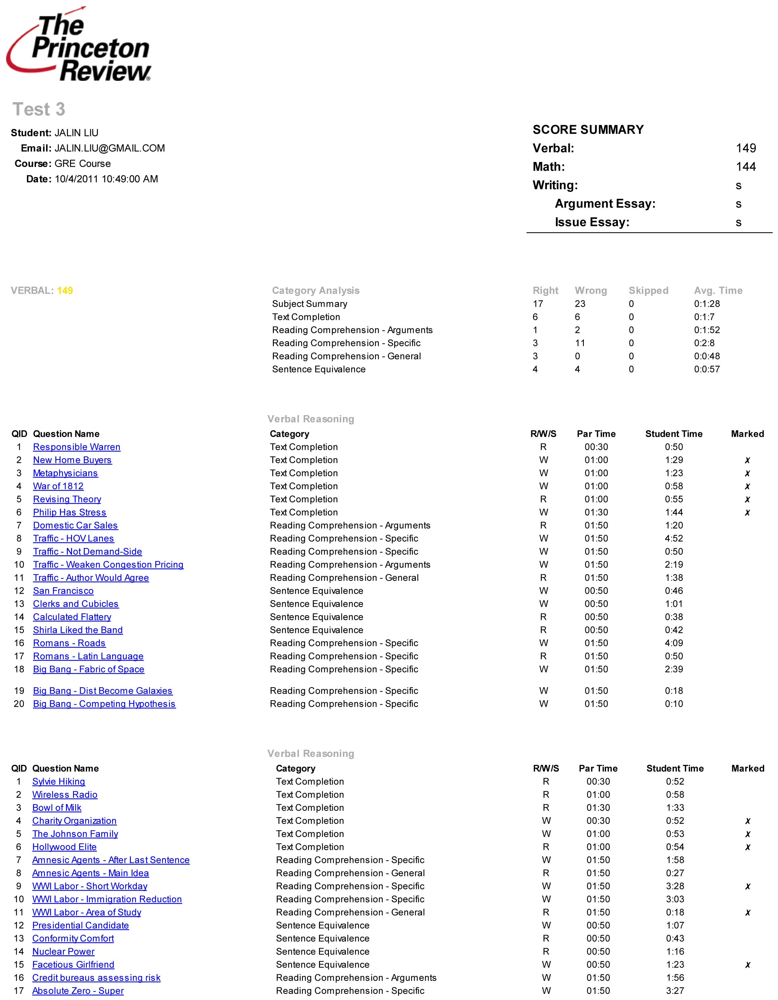 The
Princeton
Review®
Test 3
Student: JALIN LIU
Email: JALIN.LIU@GMAIL.COM
Course: GRE Course
Date: 10/4/2011 10:49:00 AM
SCORE SUMMARY
Verbal: 149
Math: 144
Writing: s
Argument Essay: s
Issue Essay: s
VERBAL: 149 Category Analysis Right Wrong Skipped Avg. Time
Subject Summary 17 23 0 0:1:28
Text Completion 6 6 0 0:1:7
Reading Comprehension - Arguments 1 2 0 0:1:52
Reading Comprehension - Specific 3 11 0 0:2:8
Reading Comprehension - General 3 0 0 0:0:48
Sentence Equivalence 4 4 0 0:0:57
Verbal Reasoning
QID Question Name Category R/W/S Par Time Student Time Marked
1 Responsible Warren Text Completion R 00:30 0:50
2 New Home Buyers Text Completion W 01:00 1:29 ✗
3 Metaphysicians Text Completion W 01:00 1:23 ✗
4 War of 1812 Text Completion W 01:00 0:58 ✗
5 Revising Theory Text Completion R 01:00 0:55 ✗
6 Philip Has Stress Text Completion W 01:30 1:44 ✗
7 Domestic Car Sales Reading Comprehension - Arguments R 01:50 1:20
8 Traffic - HOV Lanes Reading Comprehension - Specific W 01:50 4:52
9 Traffic - Not Demand-Side Reading Comprehension - Specific W 01:50 0:50
10 Traffic - Weaken Congestion Pricing Reading Comprehension - Arguments W 01:50 2:19
11 Traffic - Author Would Agree Reading Comprehension - General R 01:50 1:38
12 San Francisco Sentence Equivalence W 00:50 0:46
13 Clerks and Cubicles Sentence Equivalence W 00:50 1:01
14 Calculated Flattery Sentence Equivalence R 00:50 0:38
15 Shirla Liked the Band Sentence Equivalence R 00:50 0:42
16 Romans - Roads Reading Comprehension - Specific W 01:50 4:09
17 Romans - Latin Language Reading Comprehension - Specific R 01:50 0:50
18 Big Bang - Fabric of Space Reading Comprehension - Specific W 01:50 2:39
19 Big Bang - Dist Become Galaxies Reading Comprehension - Specific W 01:50 0:18
20 Big Bang - Competing Hypothesis Reading Comprehension - Specific W 01:50 0:10
Verbal Reasoning
QID Question Name Category R/W/S Par Time Student Time Marked
1 Sylvie Hiking Text Completion R 00:30 0:52
2 Wireless Radio Text Completion R 01:00 0:58
3 Bowl of Milk Text Completion R 01:30 1:33
4 Charity Organization Text Completion W 00:30 0:52 ✗
5 The Johnson Family Text Completion W 01:00 0:53 ✗
6 Hollywood Elite Text Completion R 01:00 0:54 ✗
7 Amnesic Agents - After Last Sentence Reading Comprehension - Specific W 01:50 1:58
8 Amnesic Agents - Main Idea Reading Comprehension - General R 01:50 0:27
9 WWI Labor - Short Workday Reading Comprehension - Specific W 01:50 3:28 ✗
10 WWI Labor - Immigration Reduction Reading Comprehension - Specific W 01:50 3:03
11 WWI Labor - Area of Study Reading Comprehension - General R 01:50 0:18 ✗
12 Presidential Candidate Sentence Equivalence W 00:50 1:07
13 Conformity Comfort Sentence Equivalence R 00:50 0:43
14 Nuclear Power Sentence Equivalence R 00:50 1:16
15 Facetious Girlfriend Sentence Equivalence W 00:50 1:23 ✗
16 Credit bureaus assessing risk Reading Comprehension - Arguments W 01:50 1:56
17 Absolute Zero - Super Reading Comprehension - Specific W 01:50 3:27